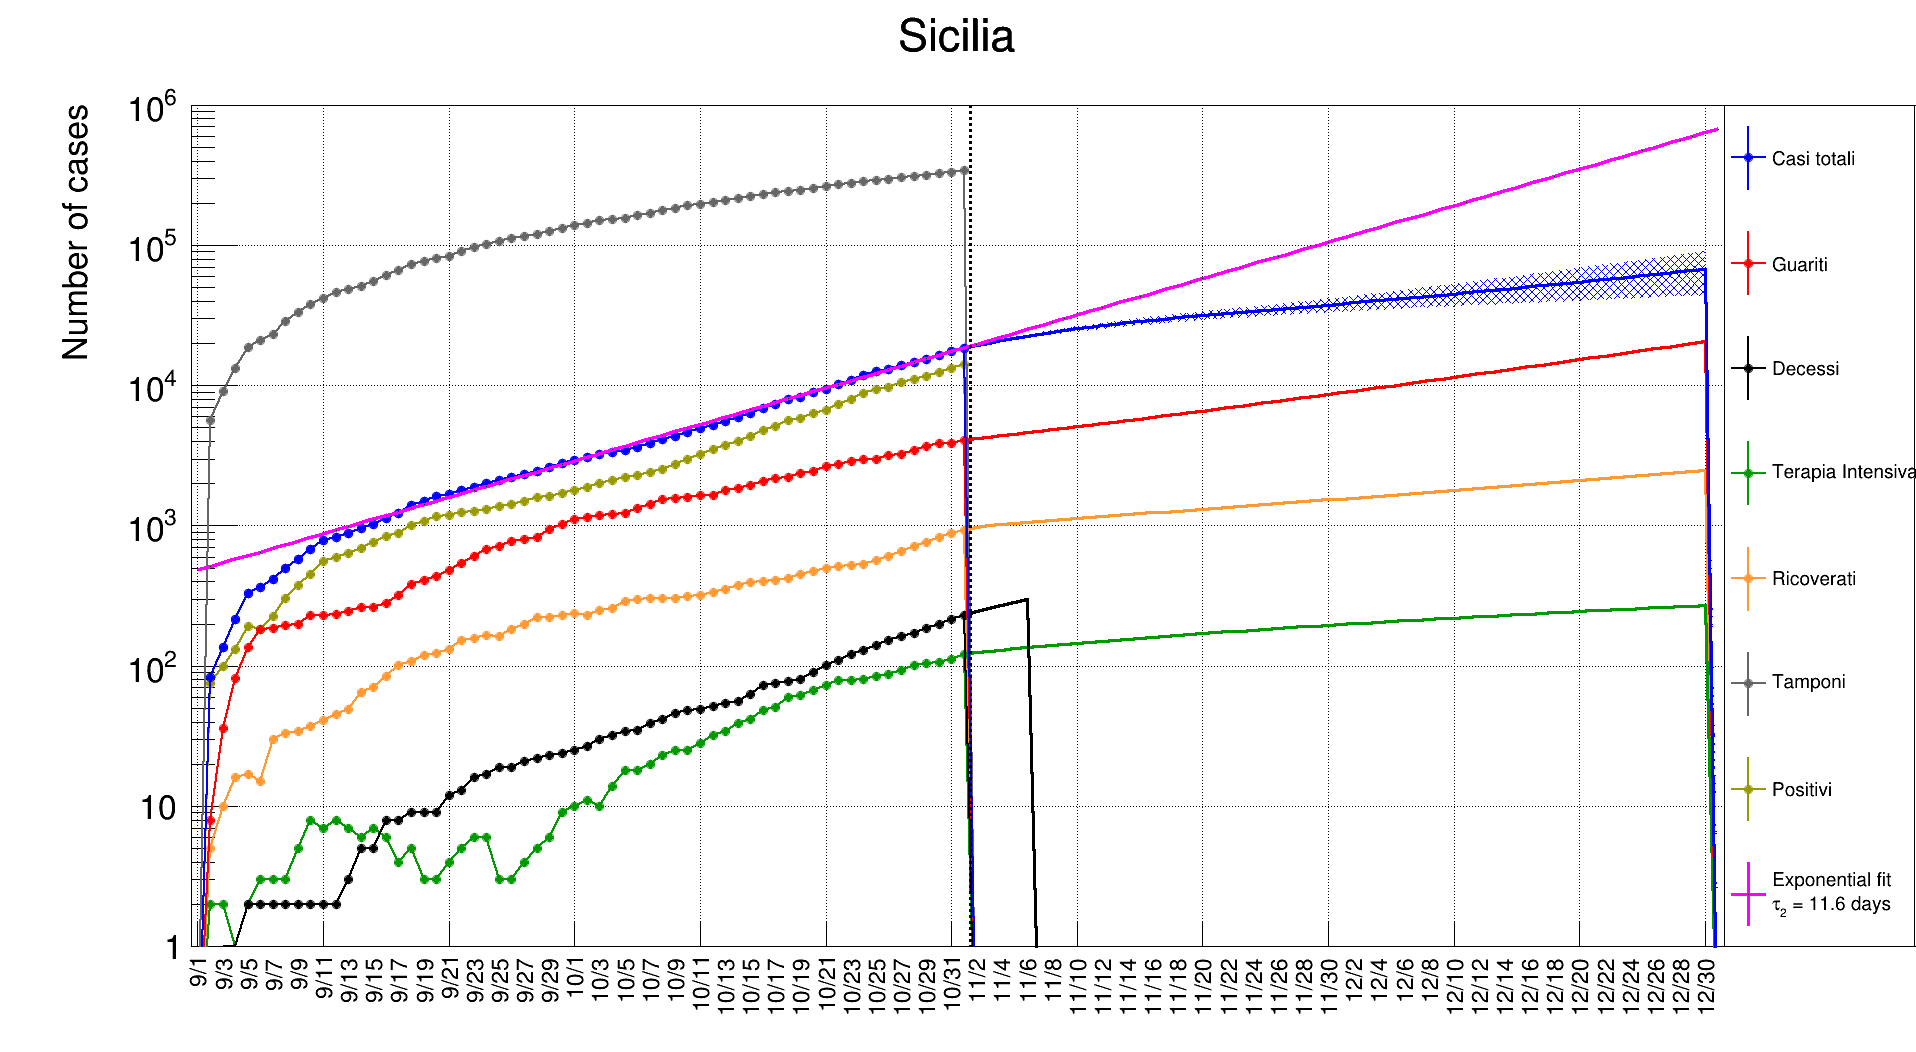 Sicilia
Number of cases
10^6
10^5
10^4
10^3
10^2
10
1
9/1 9/3 9/5 9/7 9/9 9/11 9/13 9/15 9/17 9/19 9/21 9/23 9/25 9/27 9/29 10/1 10/3 10/5 10/7 10/9 10/11 10/13 10/15 10/17 10/19 10/21 10/23 10/25 10/27 10/29 10/31 11/2 11/4 11/6 11/8 11/10 11/12 11/14 11/16 11/18 11/20 11/22 11/24 11/26 11/28 11/30 12/2 12/4 12/6 12/8 12/10 12/12 12/14 12/16 12/18 12/20 12/22 12/24 12/26 12/28 12/30
Casi totali
Guariti
Decessi
Terapia Intensiva
Ricoverati
Tamponi
Positivi
Exponential fit
τ_2 = 11.6 days